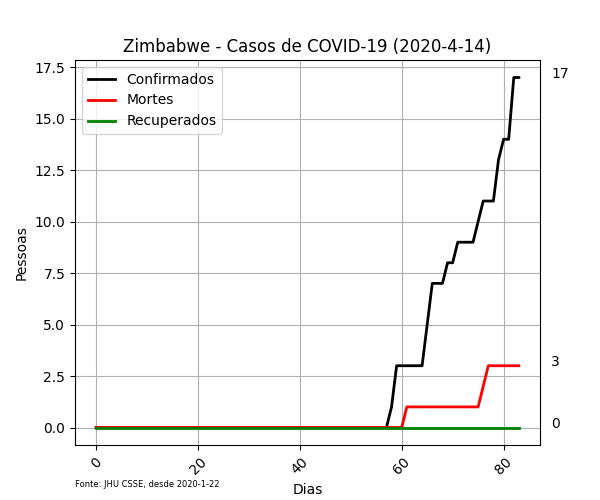 Zimbabwe - Casos de COVID-19 (2020-4-14)
Confirmados
Mortes
Recuperados
Pessoas
17.5
15.0
12.5
10.0
7.5
5.0
2.5
0.0
17
3
0
0
20
40
60
80
Dias
Fonte: JHU CSSE, desde 2020-1-22